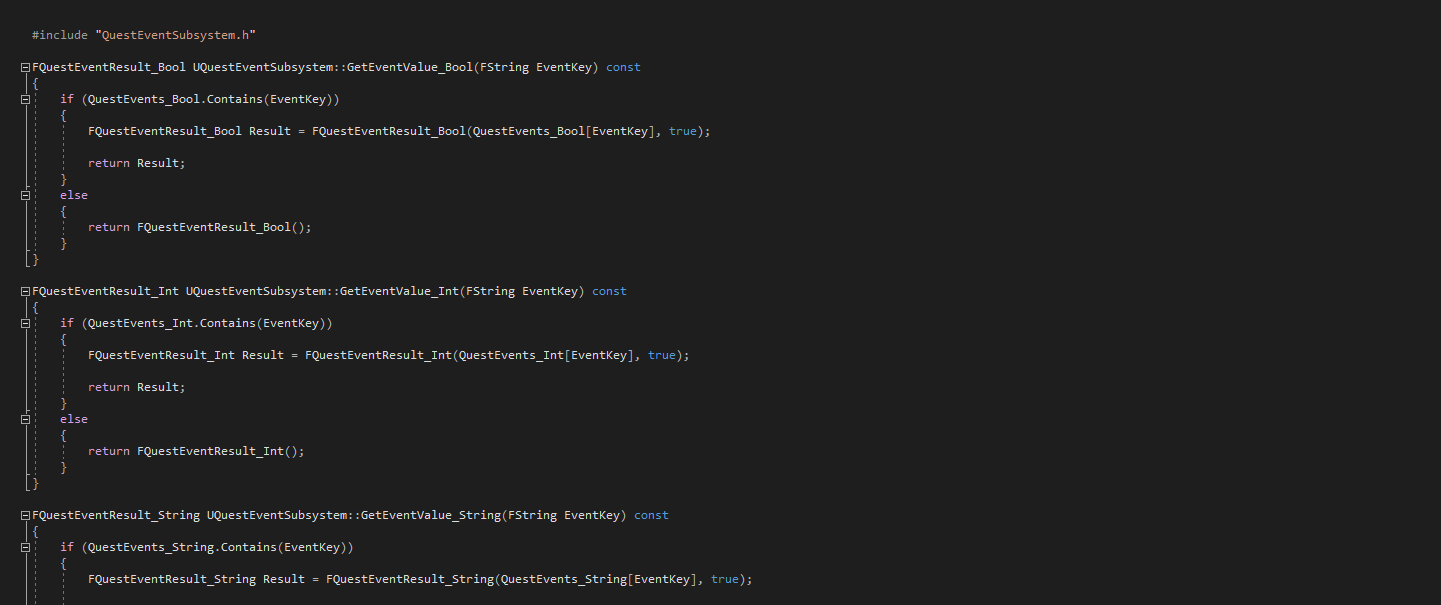 #include "QuestEventSubsystem.h"
FQuestEventResult_Bool UQuestEventSubsystem::GetEventValue_Bool(FString EventKey) const
{
if (QuestEvents_Bool.Contains(EventKey))
{
FQuestEventResult_Bool Result = FQuestEventResult_Bool(QuestEvents_Bool[EventKey], true);
return Result;
}
else
{
return FQuestEventResult_Bool();
}
}
FQuestEventResult_Int UQuestEventSubsystem::GetEventValue_Int(FString EventKey) const
{
if (QuestEvents_Int.Contains(EventKey))
{
FQuestEventResult_Int Result = FQuestEventResult_Int(QuestEvents_Int[EventKey], true);
return Result;
}
else
{
return FQuestEventResult_Int();
}
}
FQuestEventResult_String UQuestEventSubsystem::GetEventValue_String(FString EventKey) const
{
if (QuestEvents_String.Contains(EventKey))
{
FQuestEventResult_String Result = FQuestEventResult_String(QuestEvents_String[EventKey], true);